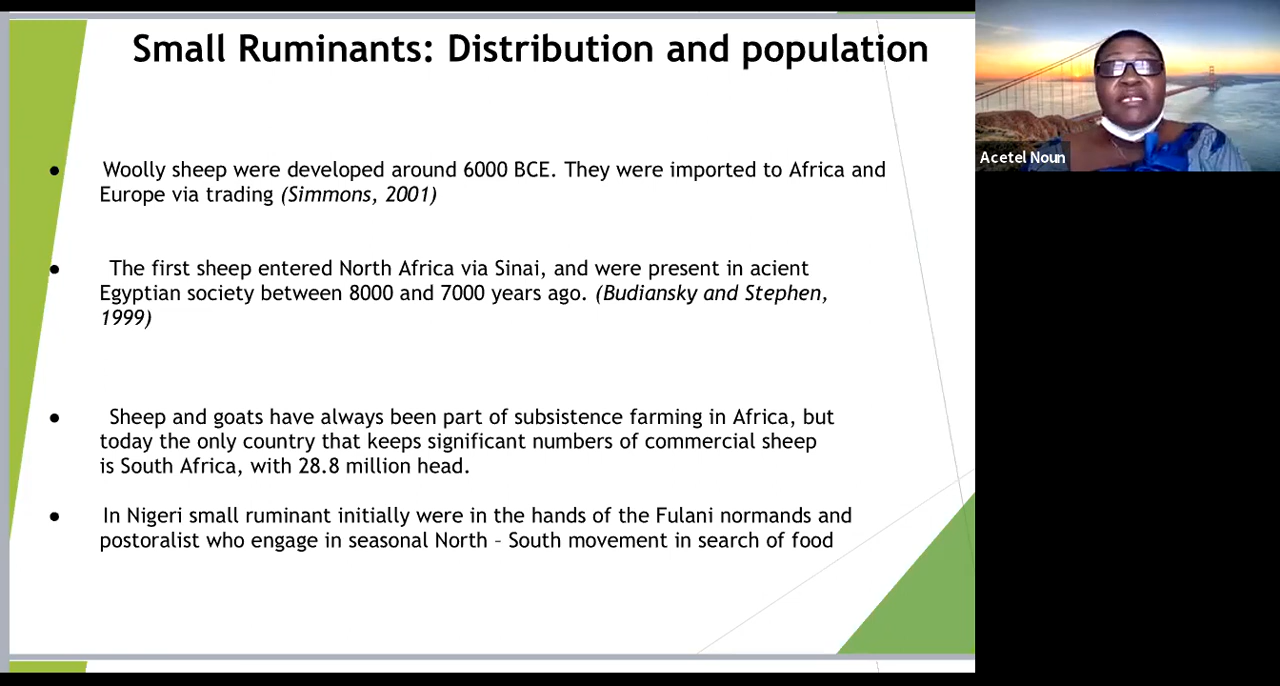 Small Ruminants: Distribution and population
Acetel Noun
• Woolly sheep were developed around 6000 BCE. They were imported to Africa and
Europe via trading (Simmons, 2001)
• The first sheep entered North Africa via Sinai, and were present in acient
Egyptian society between 8000 and 7000 years ago. (Budiansky and Stephen,
1999)
• Sheep and goats have always been part of subsistence farming in Africa, but
today the only country that keeps significant numbers of commercial sheep
is South Africa, with 28.8 million head.
• In Nigeri small ruminant initially were in the hands of the Fulani normands and
postoralist who engage in seasonal North – South movement in search of food